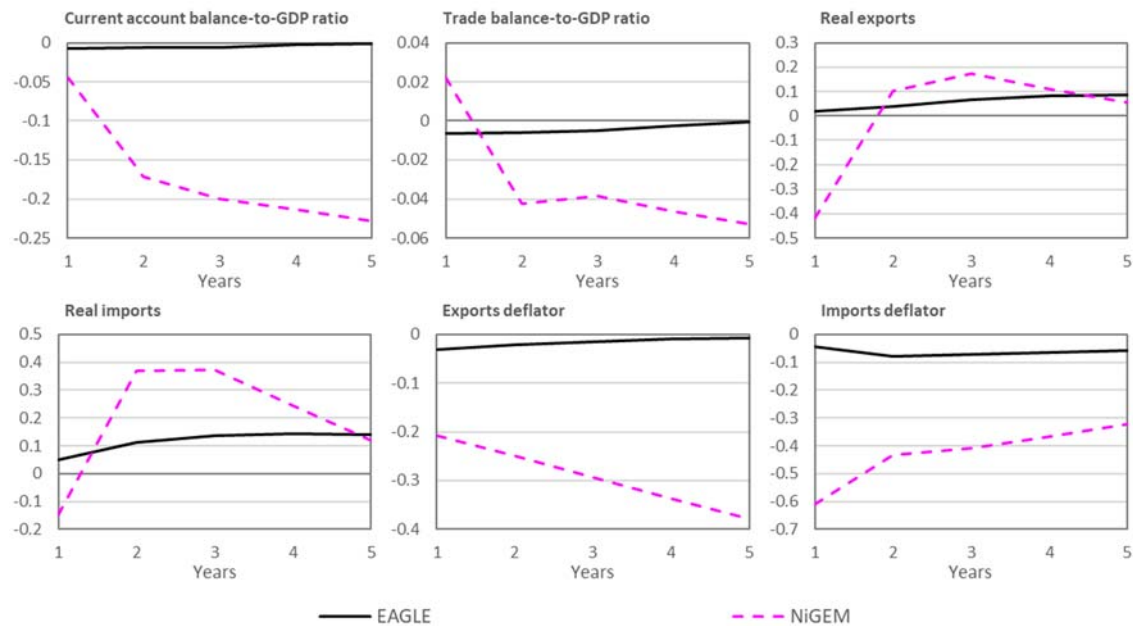 Current account balance-to-GDP ratio
0
-0.05
-0.1
-0.15
-0.2
-0.25
1 2 3 4 5
Years
Trade balance-to-GDP ratio
0.04
0.02
0
-0.02
-0.04
-0.06
1 2 3 4 5
Years
Real exports
0.3
0.2
0.1
0
-0.1
-0.2
-0.3
-0.4
-0.5
1 2 3 4 5
Years
Real imports
0.5
0.4
0.3
0.2
0.1
0
-0.1
-0.2
1 2 3 4 5
Years
Exports deflator
0
-0.1
-0.2
-0.3
-0.4
1 2 3 4 5
Years
Imports deflator
0
-0.1
-0.2
-0.3
-0.4
-0.5
-0.6
-0.7
1 2 3 4 5
Years
EAGLE NiGEM